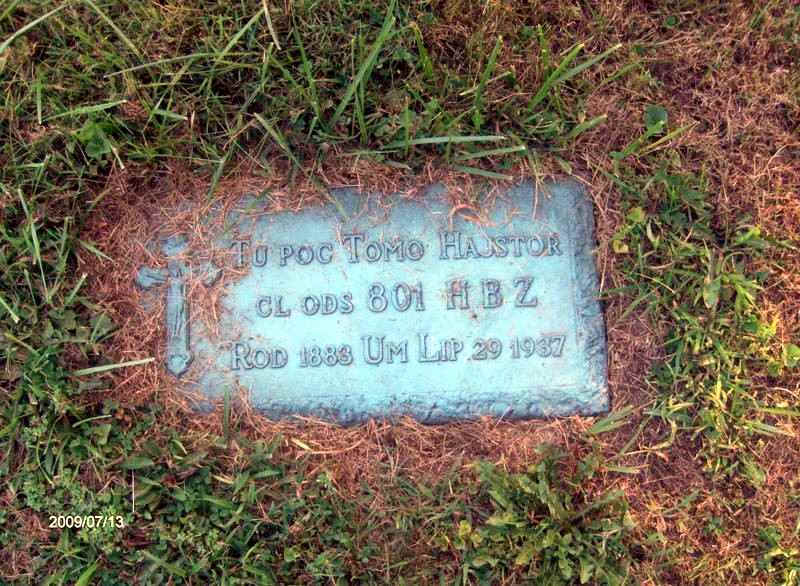 TU POC TOMO HAJSTOR
CL ODS 801 HBZ
ROD 1883 UM LIP 29 1937
2009/07/13